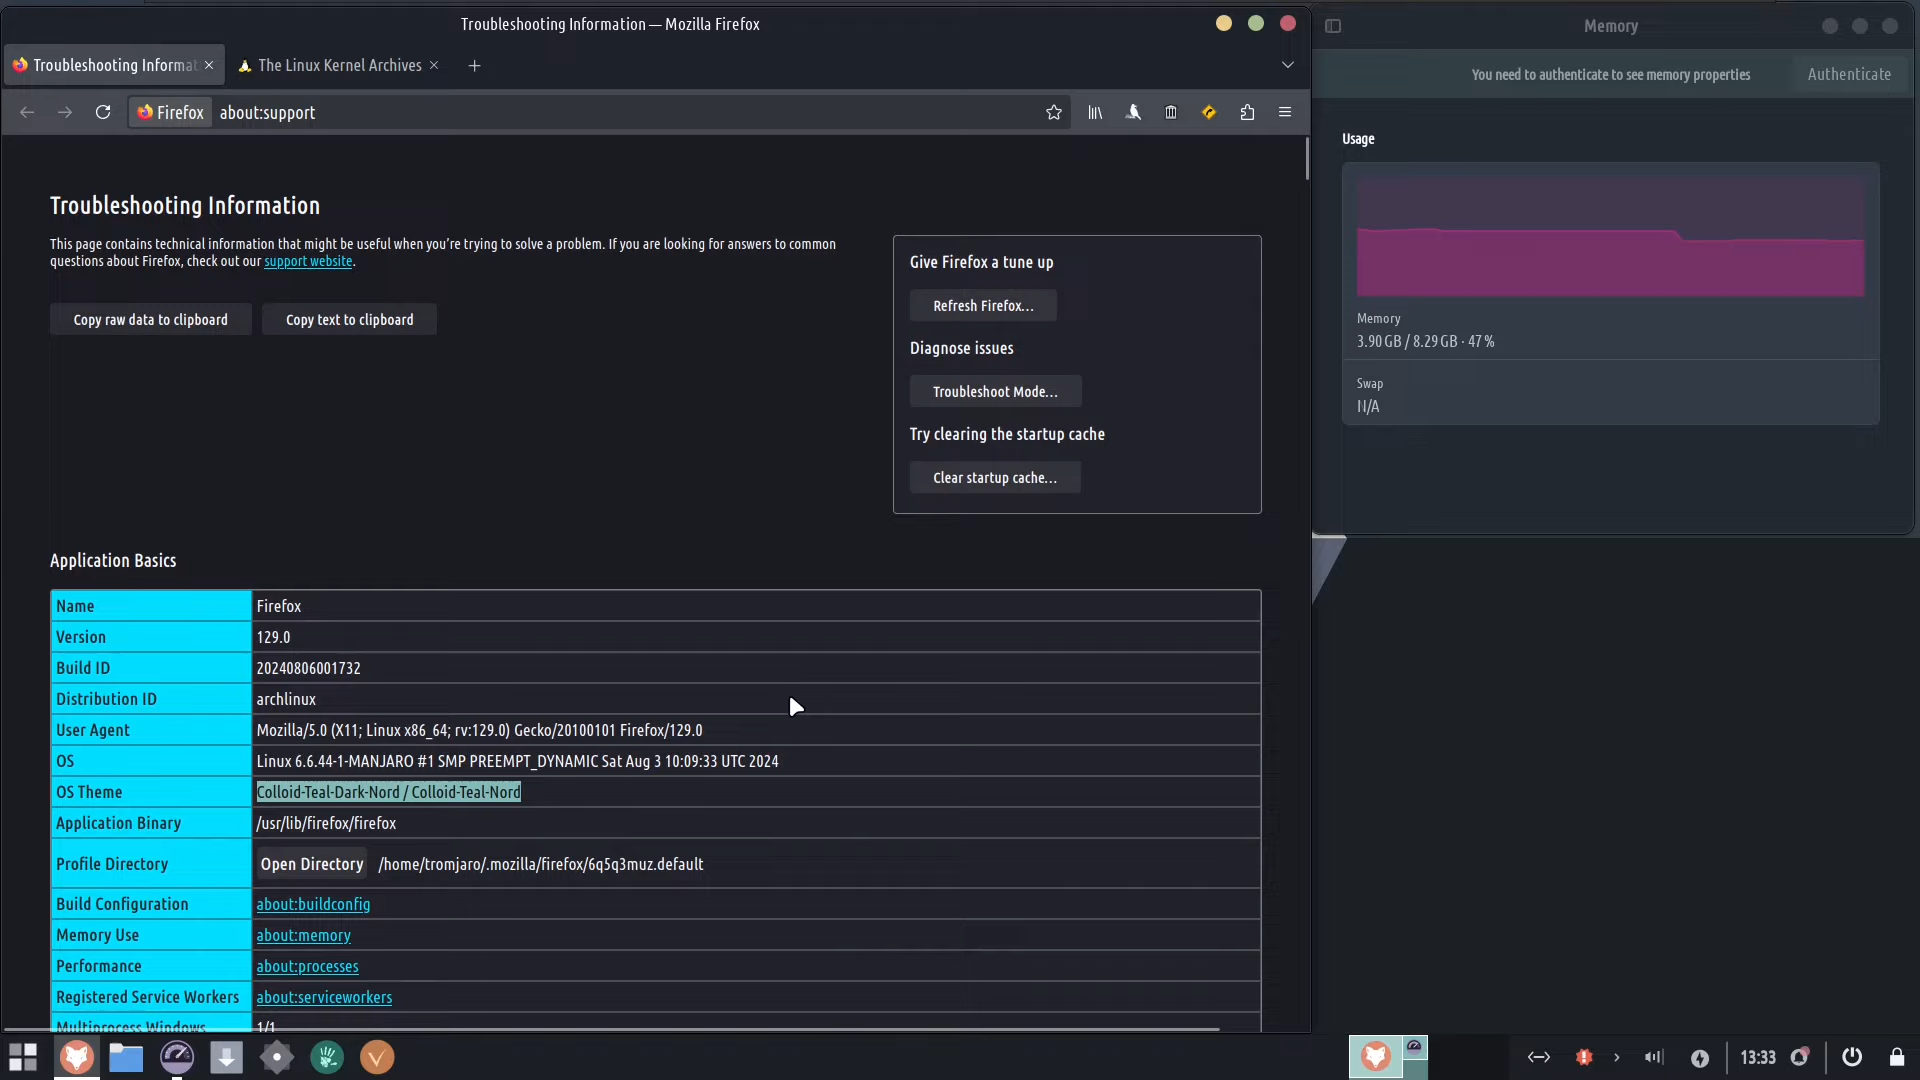 Troubleshooting Information — Mozilla Firefox
Troubleshooting Informat
The Linux Kernel Archives
Firefox
about:support
Troubleshooting Information
This page contains technical information that might be useful when you're trying to solve a problem. If you are looking for answers to common
questions about Firefox, check out our support website.
Copy raw data to clipboard
Copy text to clipboard
Give Firefox a tune up
Refresh Firefox…
Diagnose issues
Troubleshoot Mode…
Try clearing the startup cache
Clear startup cache…
Application Basics
Name Firefox
Version 129.0
Build ID 20240806001732
Distribution ID archlinux
User Agent Mozilla/5.0 (X11; Linux x86_64; rv:129.0) Gecko/20100101 Firefox/129.0
OS Linux 6.6.44-1-MANJARO #1 SMP PREEMPT_DYNAMIC Sat Aug 3 10:09:33 UTC 2024
OS Theme Colloid-Teal-Dark-Nord / Colloid-Teal-Nord
Application Binary /usr/lib/firefox/firefox
Profile Directory Open Directory /home/tromjaro/.mozilla/firefox/6q5q3muz.default
Build Configuration about:buildconfig
Memory Use about:memory
Performance about:processes
Registered Service Workers about:serviceworkers
Multiprocess Windows 1/1
Memory
You need to authenticate to see memory properties
Authenticate
Usage
Memory
3.90 GB / 8.29 GB · 47 %
Swap
N/A
13:33